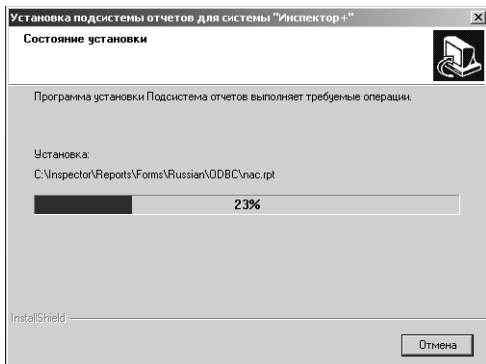 Установка подсистемы отчетов для системы "Инспектор+"
Состояние установки
Программа установки Подсистема отчетов выполняет требуемые операции.
Установка:
C:\Inspector\Reports\Forms\Russian\ODBC\nac.rpt
23%
InstallShield
Отмена